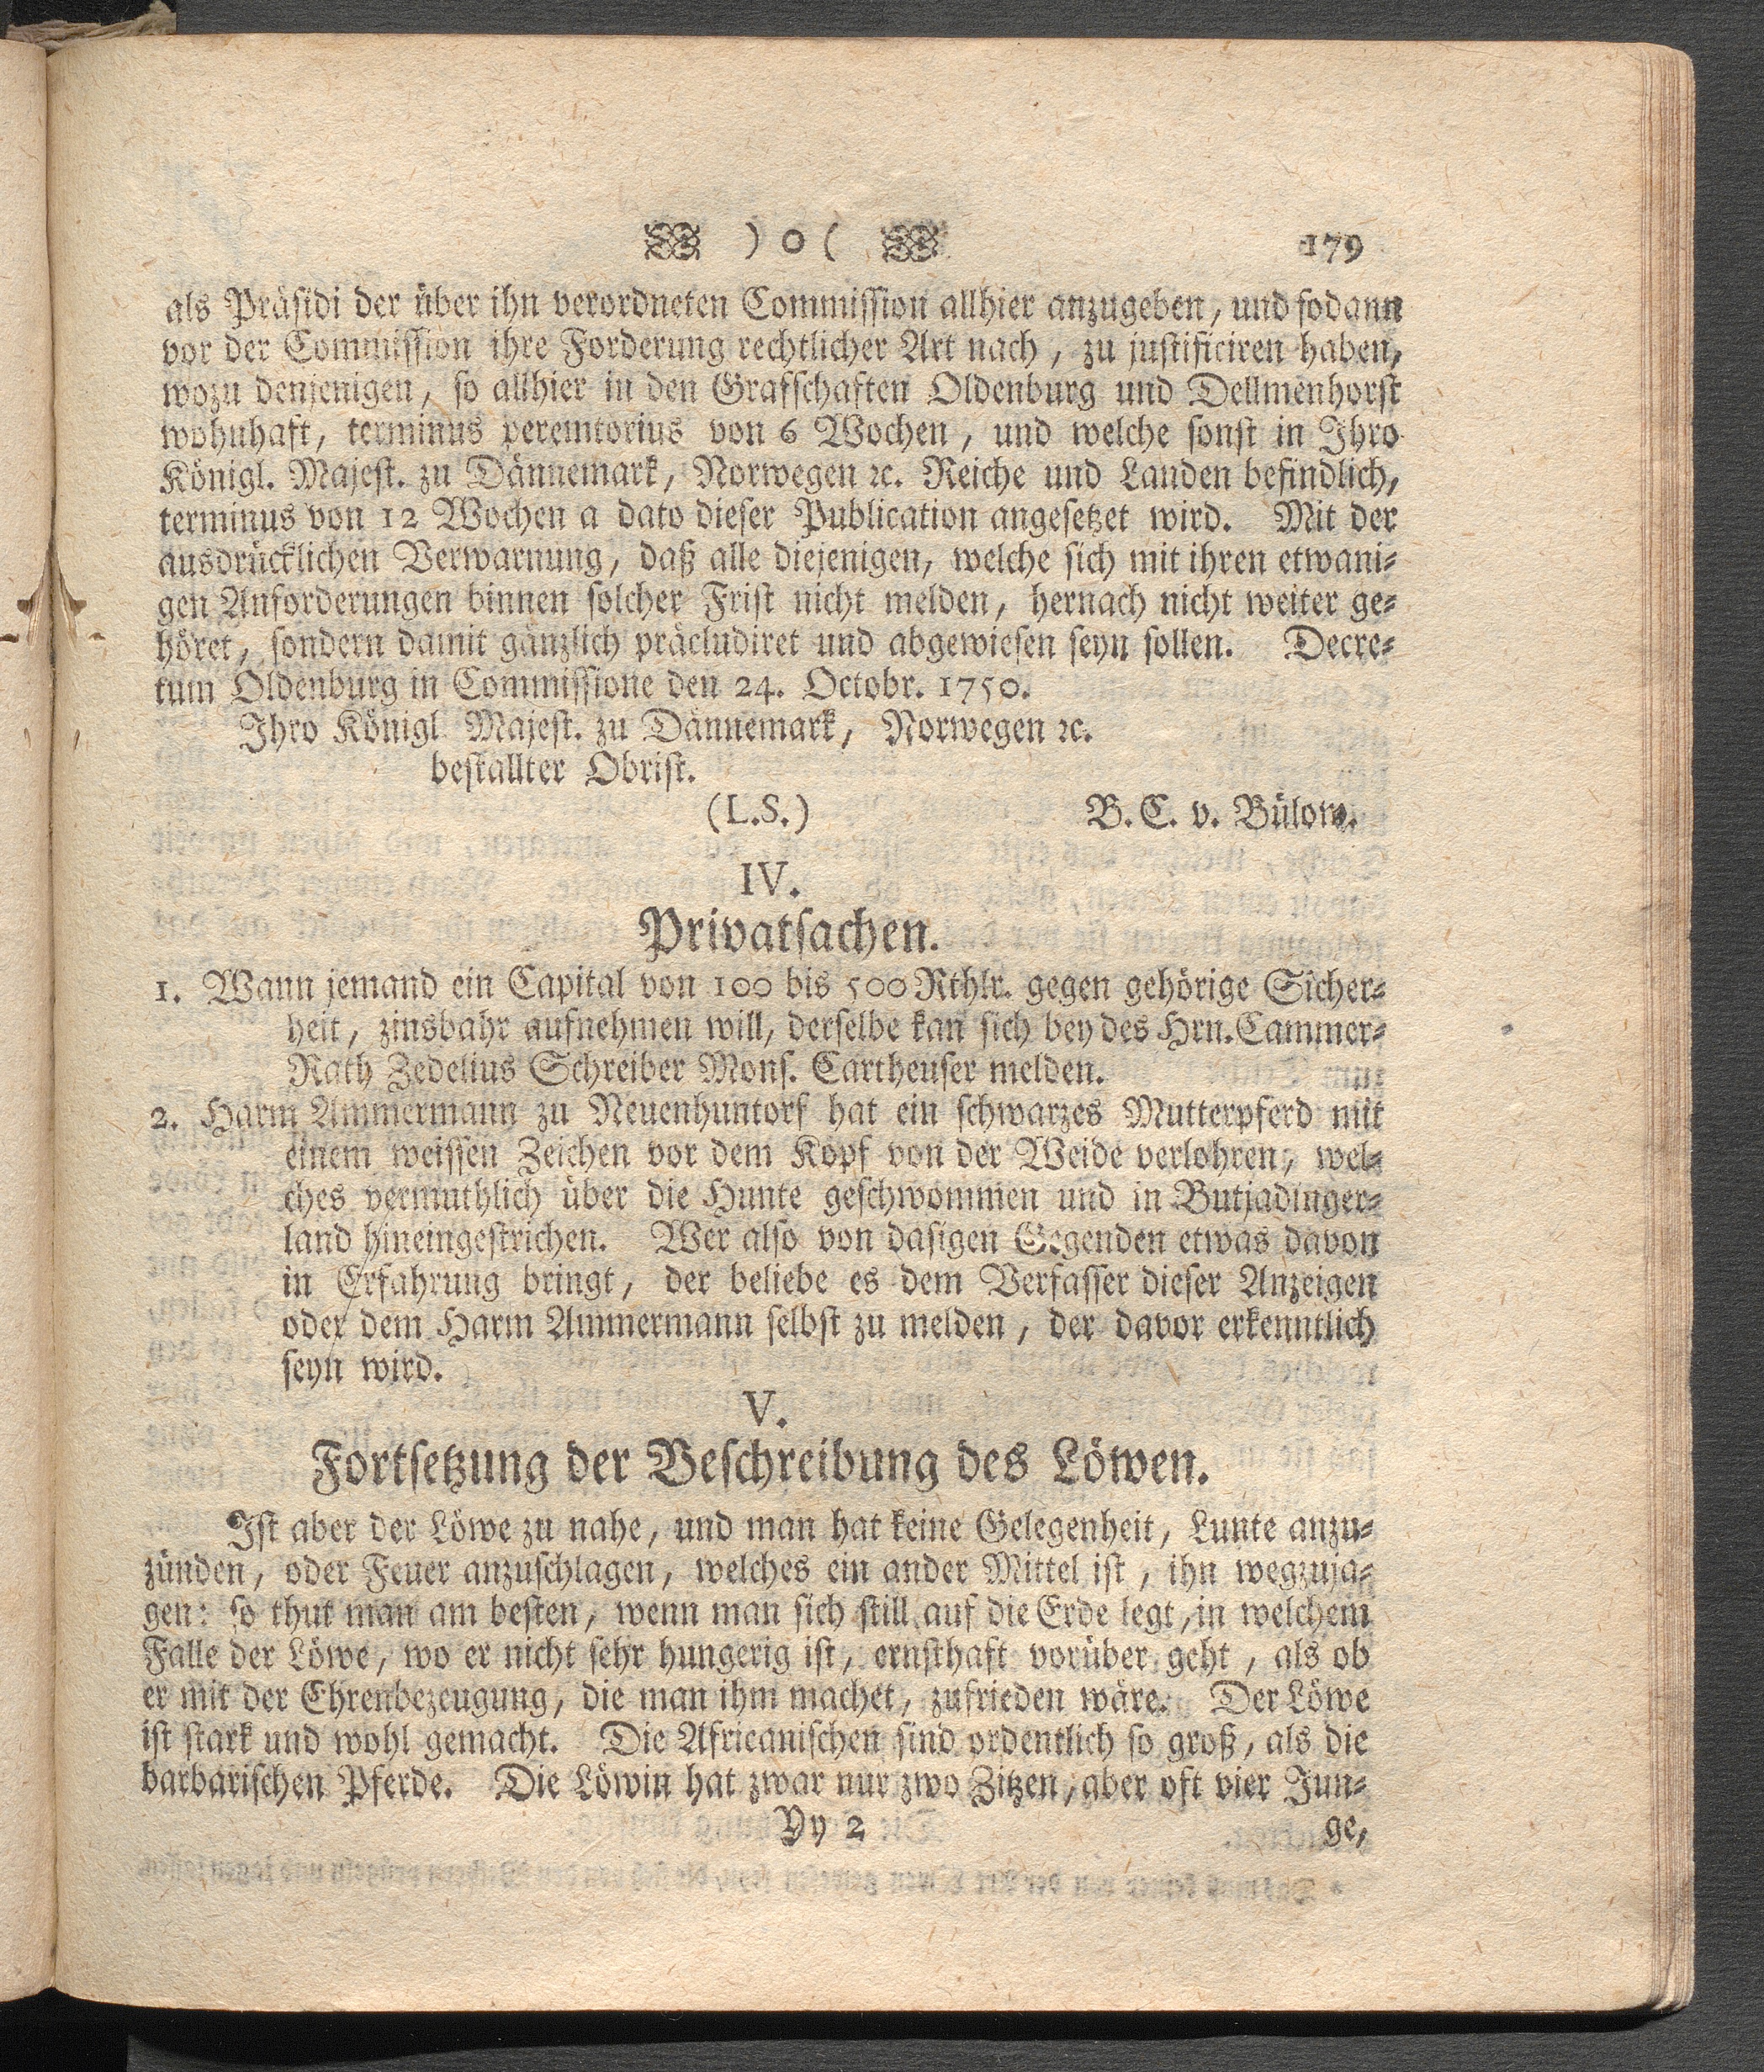 ) o ( 179
als Präsidi der über ihn verordneten Commission allhier anzugeben, und sodann
vor der Commission ihre Forderung rechtlicher Art nach, zu justificiren haben,
wozu denjenigen, so allhier in den Grafschaften Oldenburg und Dellmenhorst
wohnhaft, terminus peremtorius von 6 Wochen, und welche sonst in Ihro
Königl. Majest. zu Dännemark, Norwegen ꝛc. Reiche und Landen befindlich,
terminus von 12 Wochen a dato dieser Publication angesetzet wird. Mit der
ausdrücklichen Verwarnung, daß alle diejenigen, welche sich mit ihren etwani-
gen Anforderungen binnen solcher Frist nicht melden, hernach nicht weiter ge-
höret, sondern damit gänzlich präcludiret und abgewiesen seyn sollen. Decre-
tum Oldenburg in Commissione den 24. Octobr. 1750.
Ihro Königl Majest. zu Dännemark, Norwegen ꝛc.
bestallter Obrist.
(L.S.) B. C. v. Bülow.
IV.
Privatsachen.
1. Wann jemand ein Capital von 100 bis 500 Rthlr. gegen gehörige Sicher-
heit, zinsbahr aufnehmen will, derselbe kan sich bey des Hrn. Cammer-
Rath Zedelius Schreiber Mons. Cartheuser melden.
2. Harm Ammermann zu Neuenhuntorf hat ein schwarzes Mutterpferd mit
einem weissen Zeichen vor dem Kopf von der Weide verlohren, wel-
ches vermuthlich über die Hunte geschwommen und in Butjadinger-
land hineingestrichen. Wer also von dasigen Gegenden etwas davon
in Erfahrung bringt, der beliebe es dem Verfasser dieser Anzeigen
oder dem Harm Ammermann selbst zu melden, der davor erkenntlich
seyn wird.
V.
Fortsetzung der Beschreibung des Löwen.
Ist aber der Löwe zu nahe, und man hat keine Gelegenheit, Lunte anzu-
zünden, oder Feuer anzuschlagen, welches ein ander Mittel ist, ihn wegzuja-
gen: so thut man am besten, wenn man sich still auf die Erde legt, in welchem
Falle der Löwe, wo er nicht sehr hungerig ist, ernsthaft vorüber geht, als ob
er mit der Ehrenbezeugung, die man ihm machet, zufrieden wäre. Der Löwe
ist stark und wohl gemacht. Die Africanischen sind ordentlich so groß, als die
barbarischen Pferde. Die Löwin hat zwar nur zwo Zitzen, aber oft vier Jun-
Yy 2 ge,